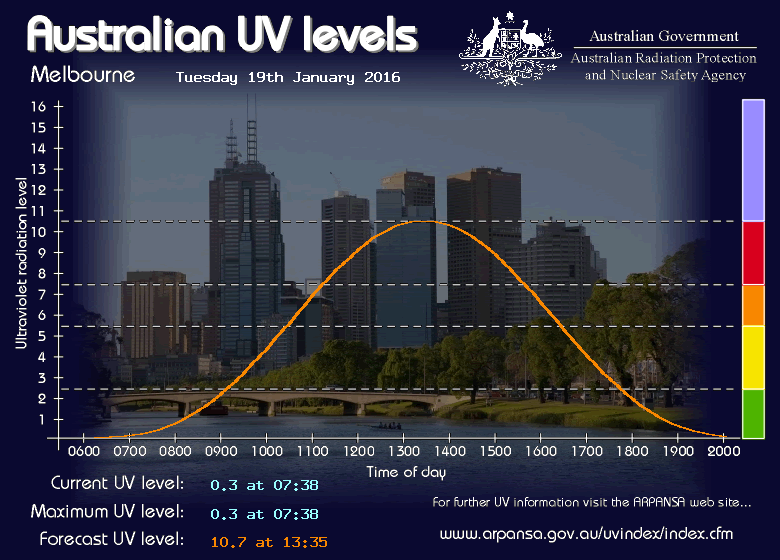 Australian UV levels
Australian Government
Australian Radiation Protection
and Nuclear Safety Agency
Melbourne
Tuesday 19th January 2016
Ultraviolet radiation level
16
15
14
13
12
11
10
9
8
7
6
5
4
3
2
1
0600 0700 0800 0900 1000 1100 1200 1300 1400 1500 1600 1700 1800 1900 2000
Time of day
Current UV level: 0.3 at 07:38
Maximum UV level: 0.3 at 07:38
Forecast UV level: 10.7 at 13:35
For further UV information visit the ARPANSA web site...
www.arpansa.gov.au/uvindex/index.cfm